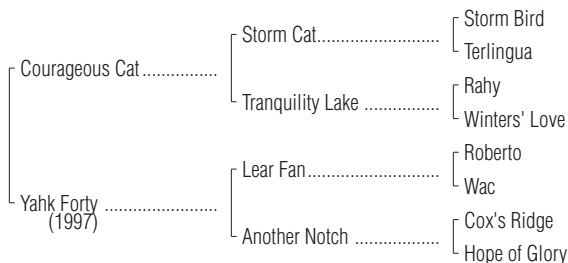 Storm Bird
Storm Cat..........................
Terlingua
Courageous Cat................
Rahy
Tranquility Lake ................
Winters' Love
Roberto
Lear Fan............................
Wac
Yahk Forty ........................
(1997)
Cox's Ridge
Another Notch ..................
Hope of Glory